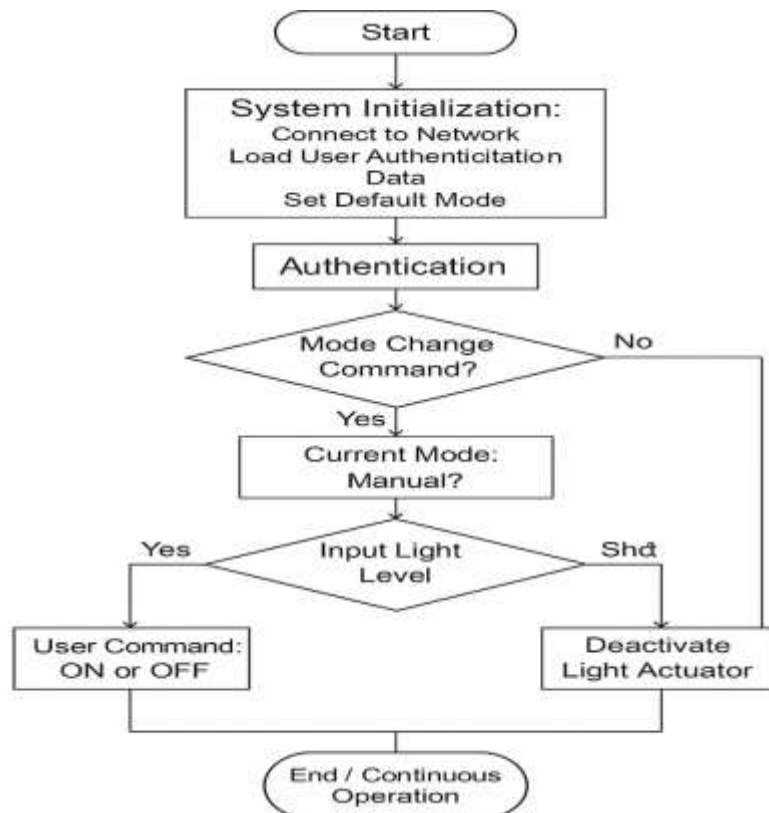 Start
System Initialization:
Connect to Network
Load User Authenticitation
Data
Set Default Mode
Authentication
Mode Change
Command?
No
Yes
Current Mode:
Manual?
Yes
Input Light
Level
User Command:
ON or OFF
Deactivate
Light Actuator
End / Continuous
Operation